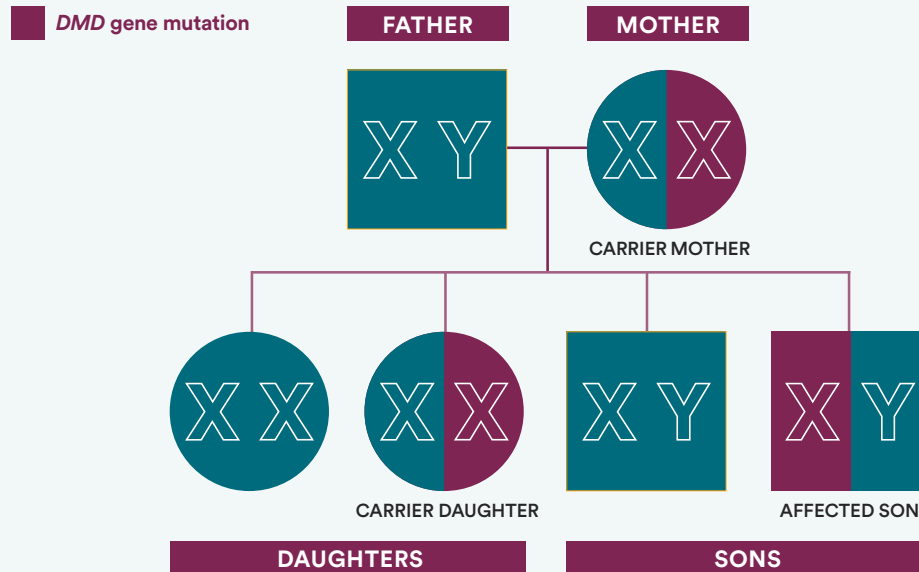 DMD gene mutation
FATHER
MOTHER
X Y
X X
CARRIER MOTHER
X X
X X
X Y
X Y
CARRIER DAUGHTER
AFFECTED SON
DAUGHTERS
SONS